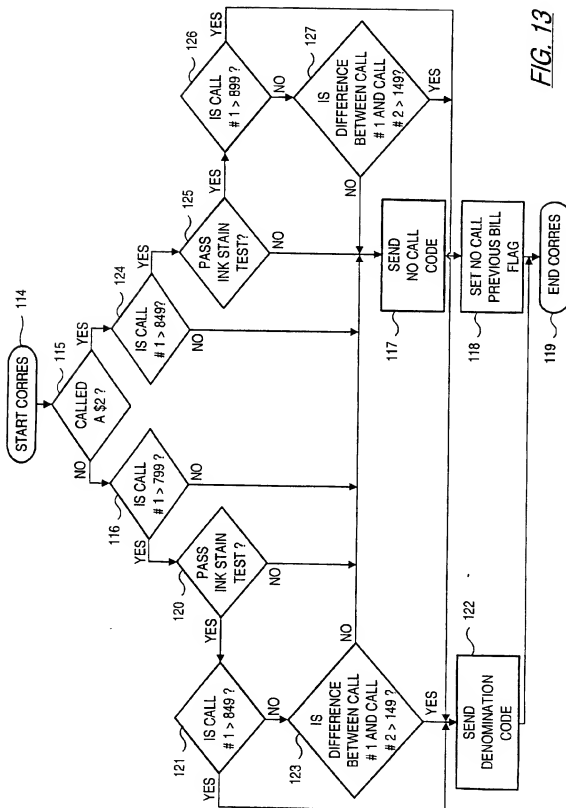 START CORRES
114
115
CALLED
A $2 ?
NO
YES
116
IS CALL
# 1 > 799 ?
YES
NO
120
PASS
INK STAIN
TEST ?
YES
NO
121
IS CALL
# 1 > 849 ?
YES
NO
123
IS
DIFFERENCE
BETWEEN CALL
# 1 AND CALL
# 2 > 149 ?
NO
YES
122
SEND
DENOMINATION
CODE
124
IS CALL
# 1 > 849?
YES
NO
125
PASS
INK STAIN
TEST?
YES
NO
126
IS CALL
# 1 > 899 ?
YES
NO
127
IS
DIFFERENCE
BETWEEN CALL
# 1 AND CALL
# 2 > 149?
NO
YES
SEND
NO CALL
CODE
117
SET NO CALL
PREVIOUS BILL
FLAG
118
END CORRES
119
FIG. 13